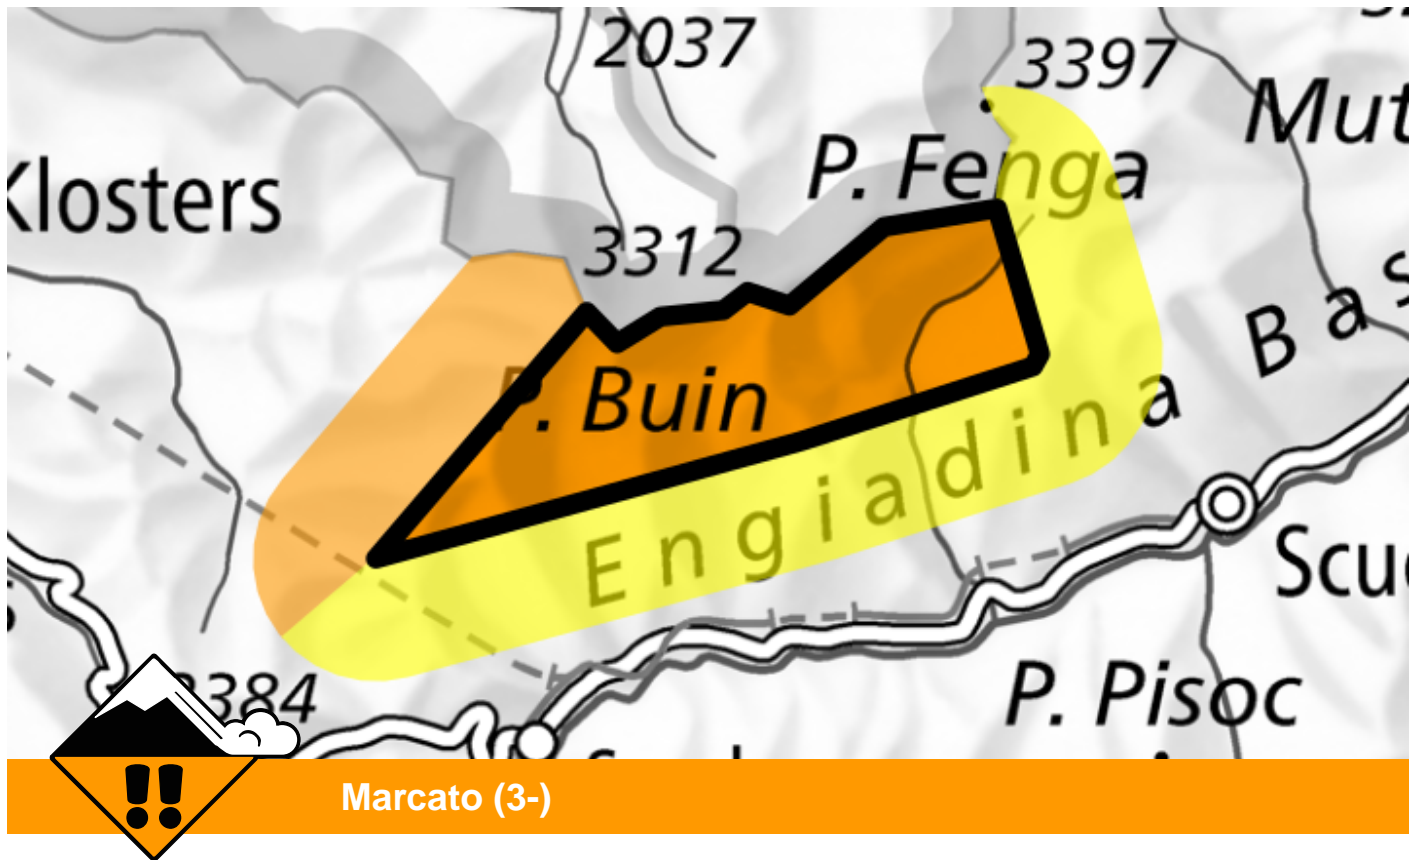 2037
3397
Mut
P. Fenga
Klosters
3312
Bas
P. Buin
Engiadina
Scu
P. Pisoc
384
Marcato (3-)